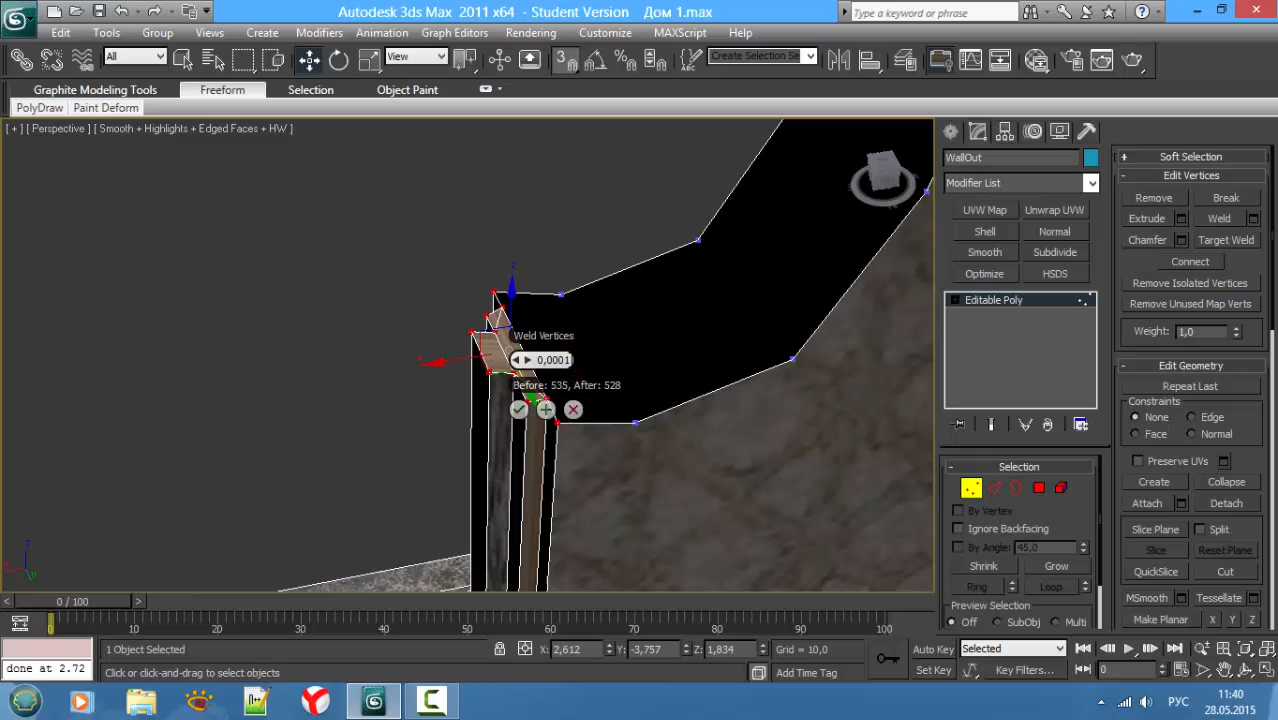 Autodesk 3ds Max 2011 x64 - Student Version Дом 1.max
Type a keyword or phrase
Edit Tools Group Views Create Modifiers Animation Graph Editors Rendering Customize MAXScript Help
All
View
3
Create Selection Se
Graphite Modeling Tools Freeform Selection Object Paint
PolyDraw Paint Deform
[ + ] [ Perspective ] [ Smooth + Highlights + Edged Faces + HW ]
Weld Vertices
0,0001
Before: 535, After: 528
WallOut
Modifier List
UVW Map Unwrap UVW
Shell Normal
Smooth Subdivide
Optimize HSDS
Editable Poly
Selection
By Vertex
Ignore Backfacing
By Angle: 45,0
Shrink Grow
Ring Loop
Preview Selection
Off SubObj Multi
Soft Selection
Edit Vertices
Remove Break
Extrude Weld
Chamfer Target Weld
Connect
Remove Isolated Vertices
Remove Unused Map Verts
Weight: 1,0
Edit Geometry
Repeat Last
Constraints
None Edge
Face Normal
Preserve UVs
Create Collapse
Attach Detach
Slice Plane Split
Slice Reset Plane
QuickSlice Cut
MSmooth Tessellate
Make Planar X Y Z
0 / 100
0 10 20 30 40 50 60 70 80 90 100
1 Object Selected X: 2,612 Y: -3,757 Z: 1,834 Grid = 10,0 Auto Key Selected
done at 2.72 Click or click-and-drag to select objects Add Time Tag Set Key Key Filters... 0
РУС
11:40
28.05.2015